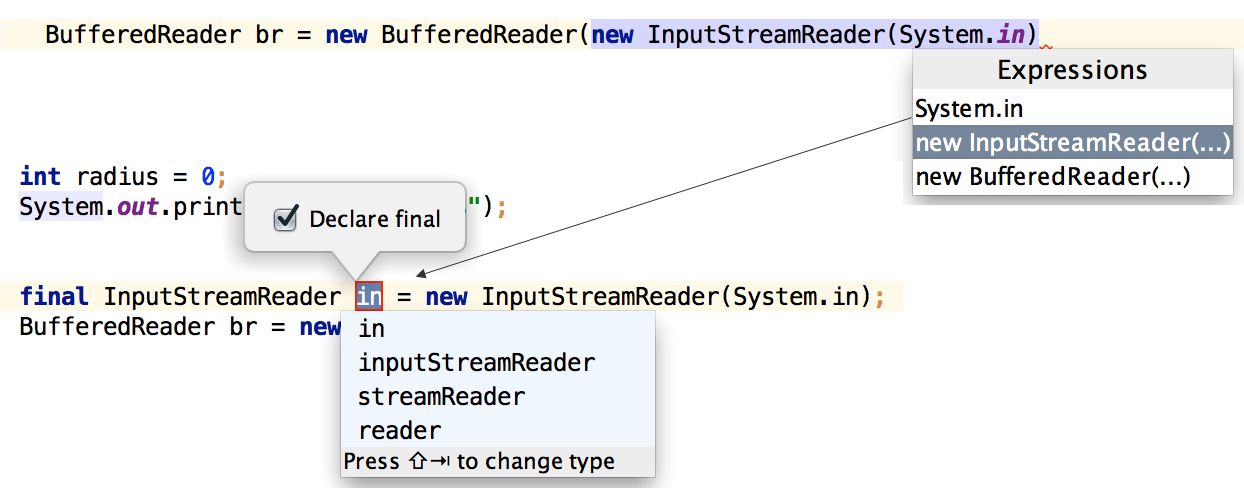 BufferedReader br = new BufferedReader(new InputStreamReader(System.in)
Expressions
System.in
new InputStreamReader(...)
new BufferedReader(...)
int radius = 0;
System.out.print ");
Declare final
final InputStreamReader in = new InputStreamReader(System.in);
BufferedReader br = new
in
inputStreamReader
streamReader
reader
Press ⇧⇥ to change type